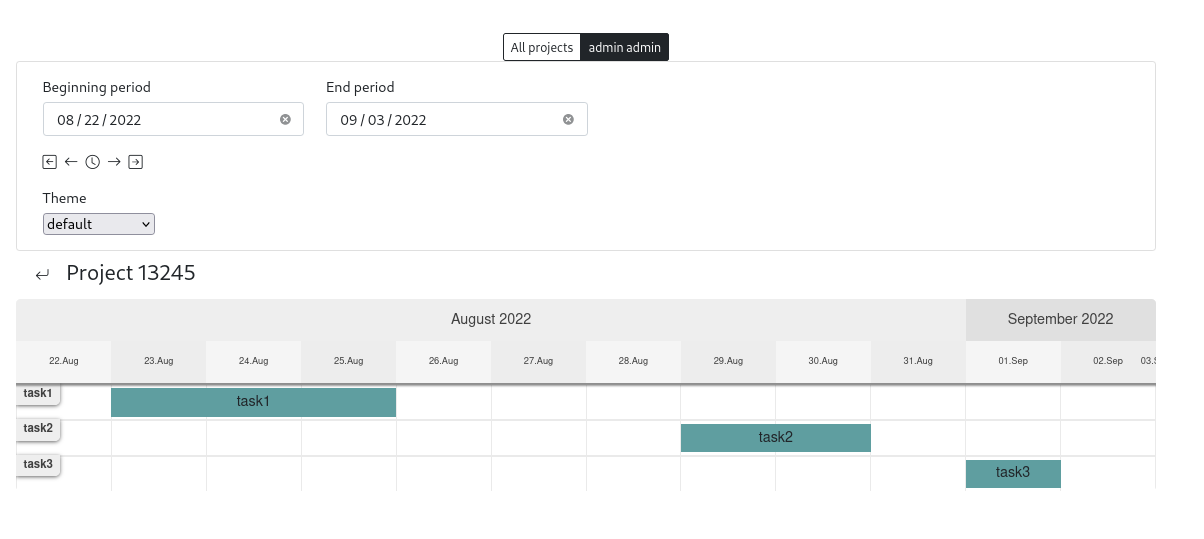 All projects admin admin
Beginning period End period
08 / 22 / 2022 09 / 03 / 2022
Theme
default
Project 13245
August 2022 September 2022
22.Aug 23.Aug 24.Aug 25.Aug 26.Aug 27.Aug 28.Aug 29.Aug 30.Aug 31.Aug 01.Sep 02.Sep 03.S
task1 task1
task2 task2
task3 task3